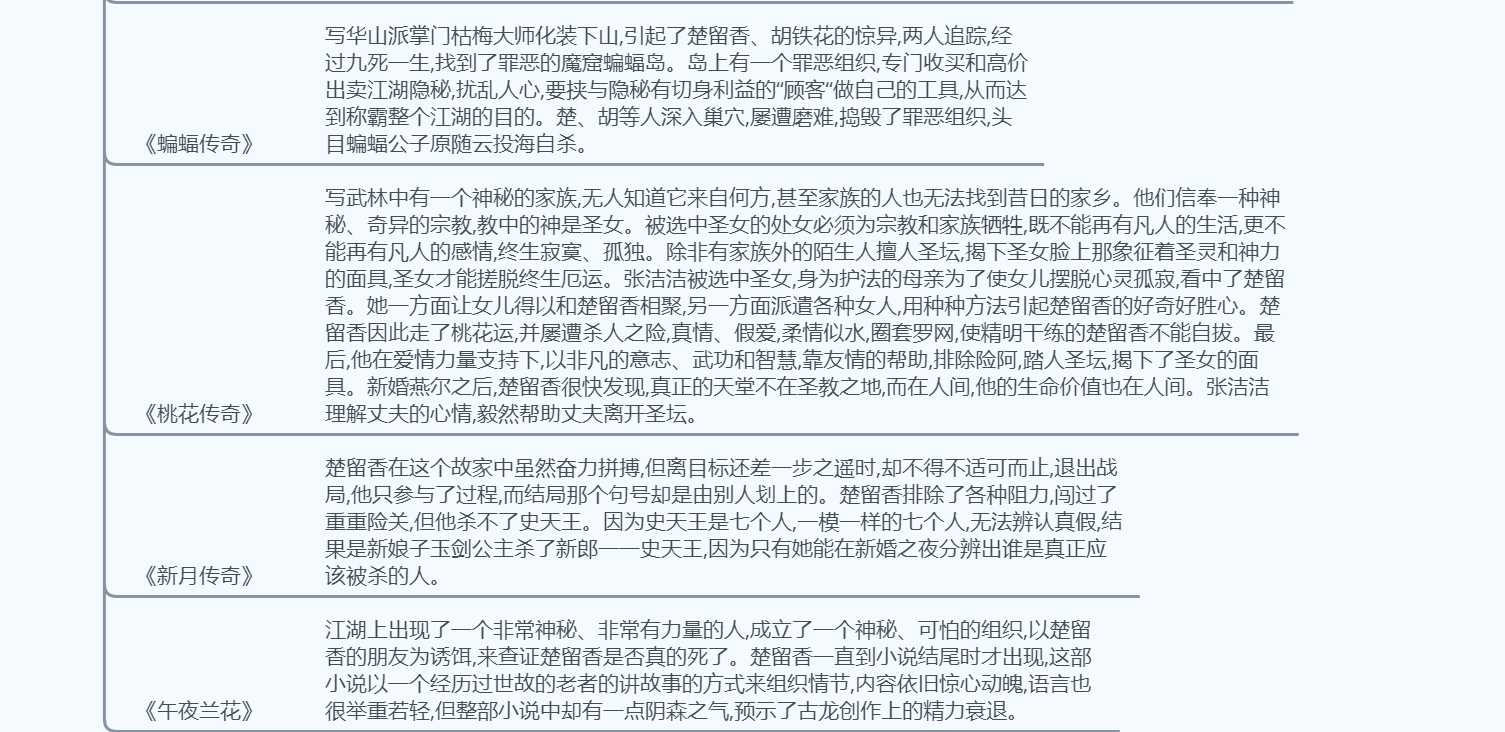 写华山派掌门枯梅大师化装下山,引起了楚留香、胡铁花的惊异,两人追踪,经
过九死一生,找到了罪恶的魔窟蝙蝠岛。岛上有一个罪恶组织,专门收买和高价
出卖江湖隐秘,扰乱人心,要挟与隐秘有切身利益的“顾客“做自己的工具,从而达
到称霸整个江湖的目的。楚、胡等人深入巢穴,屡遭磨难,捣毁了罪恶组织,头
《蝙蝠传奇》 目蝙蝠公子原随云投海自杀。
写武林中有一个神秘的家族,无人知道它来自何方,甚至家族的人也无法找到昔日的家乡。他们信奉一种神
秘、奇异的宗教,教中的神是圣女。被选中圣女的处女必须为宗教和家族牺牲,既不能再有凡人的生活,更不
能再有凡人的感情,终生寂寞、孤独。除非有家族外的陌生人擅人圣坛,揭下圣女脸上那象征着圣灵和神力
的面具,圣女才能搓脱终生厄运。张洁洁被选中圣女,身为护法的母亲为了使女儿摆脱心灵孤寂,看中了楚留
香。她一方面让女儿得以和楚留香相聚,另一方面派遣各种女人,用种种方法引起楚留香的好奇好胜心。楚
留香因此走了桃花运,并屡遭杀人之险,真情、假爱,柔情似水,圈套罗网,使精明干练的楚留香不能自拔。最
后,他在爱情力量支持下,以非凡的意志、武功和智慧,靠友情的帮助,排除险阿,踏人圣坛,揭下了圣女的面
具。新婚燕尔之后,楚留香很快发现,真正的天堂不在圣教之地,而在人间,他的生命价值也在人间。张洁洁
《桃花传奇》 理解丈夫的心情,毅然帮助丈夫离开圣坛。
楚留香在这个故家中虽然奋力拼搏,但离目标还差一步之遥时,却不得不适可而止,退出战
局,他只参与了过程,而结局那个句号却是由别人划上的。楚留香排除了各种阻力,闯过了
重重险关,但他杀不了史天王。因为史天王是七个人,一模一样的七个人,无法辨认真假,结
果是新娘子玉剑公主杀了新郎一一史天王,因为只有她能在新婚之夜分辨出谁是真正应
《新月传奇》 该被杀的人。
江湖上出现了一个非常神秘、非常有力量的人,成立了一个神秘、可怕的组织,以楚留
香的朋友为诱饵,来查证楚留香是否真的死了。楚留香一直到小说结尾时才出现,这部
小说以一个经历过世故的老者的讲故事的方式来组织情节,内容依旧惊心动魄,语言也
《午夜兰花》 很举重若轻,但整部小说中却有一点阴森之气,预示了古龙创作上的精力衰退。